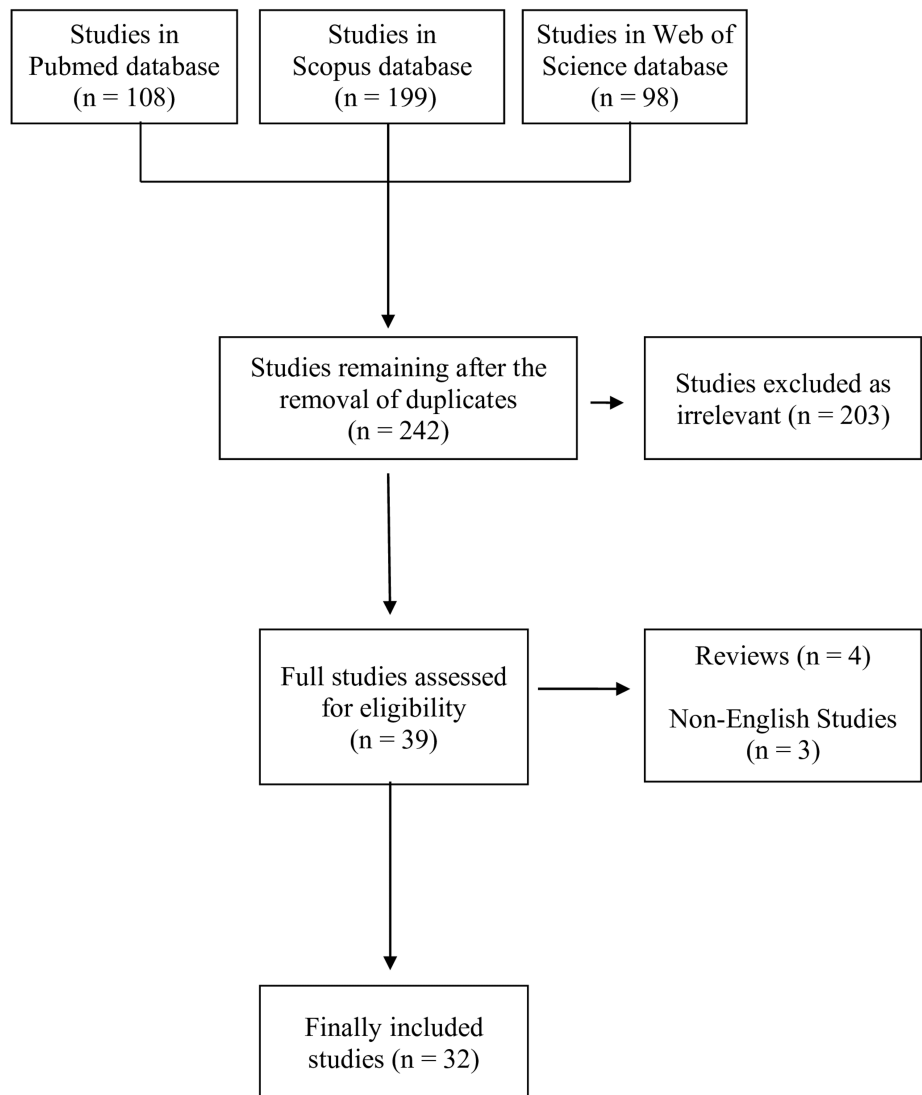 Studies in
Pubmed database
(n = 108)
Studies in
Scopus database
(n = 199)
Studies in Web of
Science database
(n = 98)
Studies remaining after the
removal of duplicates
(n = 242)
Studies excluded as
irrelevant (n = 203)
Full studies assessed
for eligibility
(n = 39)
Reviews (n = 4)
Non-English Studies
(n = 3)
Finally included
studies (n = 32)